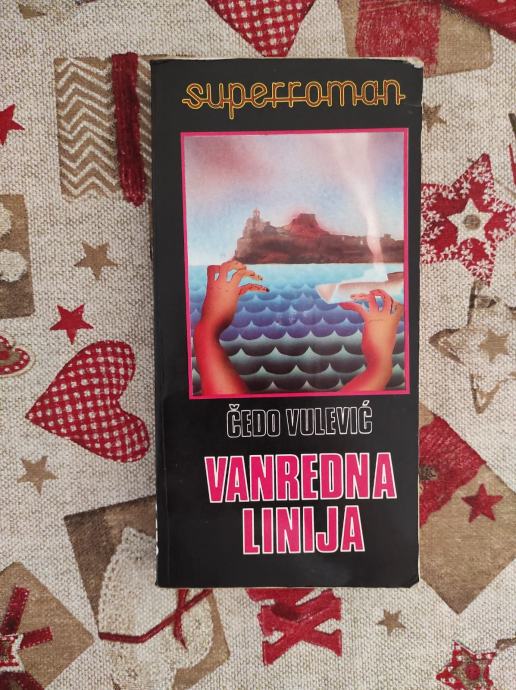 superroman
ČEDO VULEVIĆ
VANREDNA
LINIJA